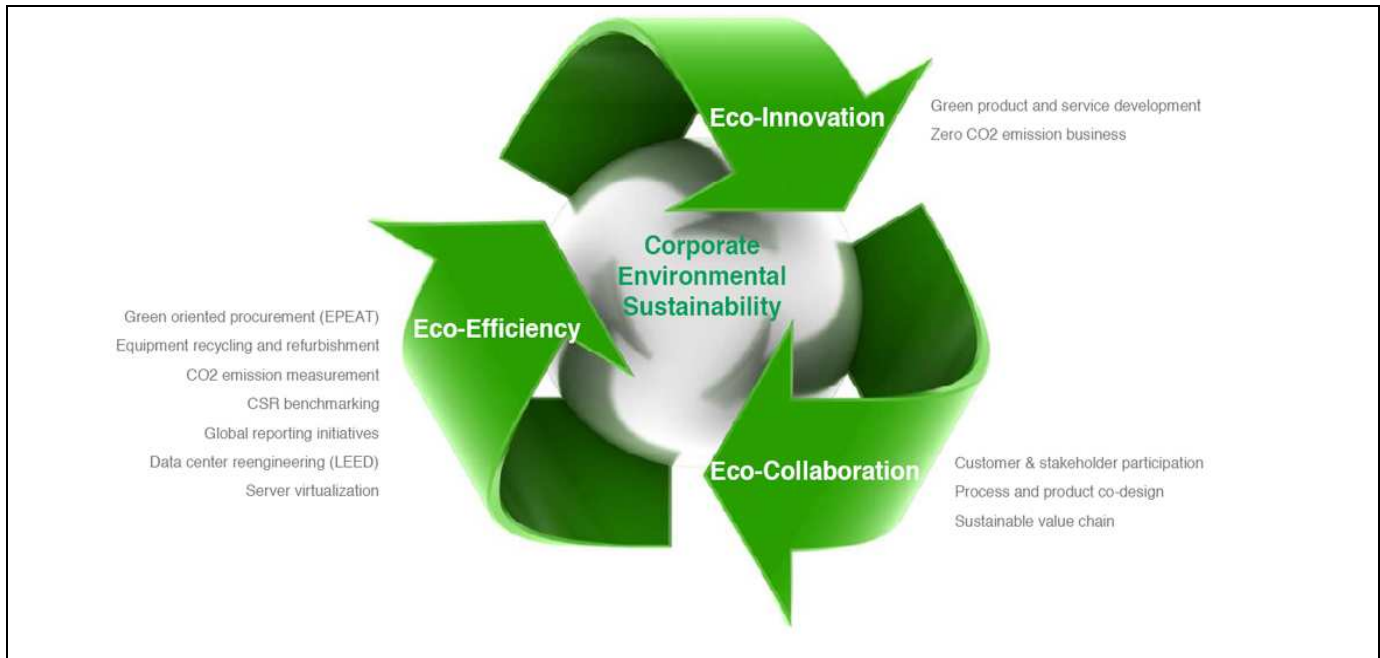 Eco-Innovation
Green product and service development
Zero CO2 emission business
Corporate
Environmental
Sustainability
Eco-Efficiency
Green oriented procurement (EPEAT)
Equipment recycling and refurbishment
CO2 emission measurement
CSR benchmarking
Global reporting initiatives
Data center reengineering (LEED)
Server virtualization
Eco-Collaboration
Customer & stakeholder participation
Process and product co-design
Sustainable value chain